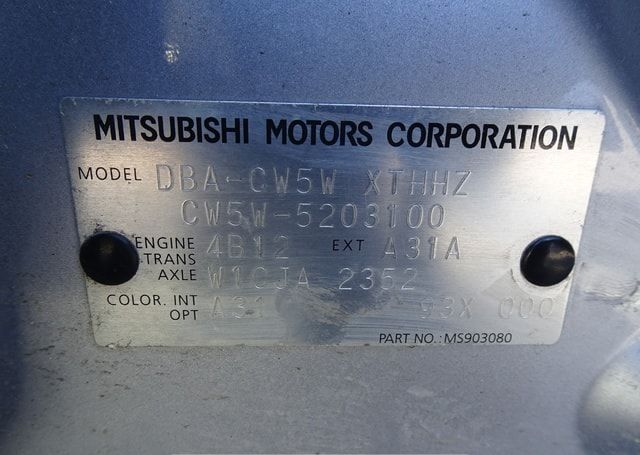 MITSUBISHI MOTORS CORPORATION
MODEL DBA-CW5W XTHHZ
CW5W-5203100
ENGINE 4B12 EXT A31A
TRANS
AXLE W1CJA 2352
COLOR. INT
OPT A31 93X 000
PART NO.: MS903080